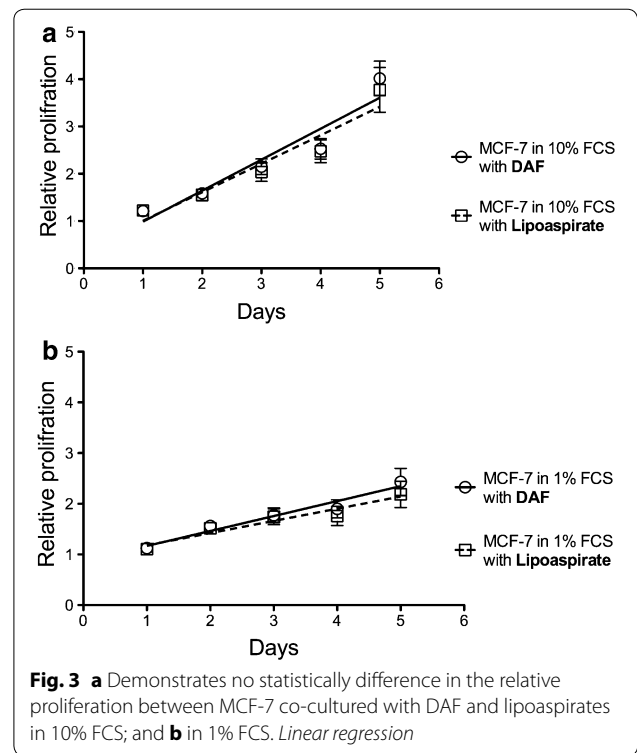 a
5
4
3
2
1
0
Relative prolifration
0 1 2 3 4 5 6
Days
MCF-7 in 10% FCS
with DAF
MCF-7 in 10% FCS
with Lipoaspirate
b
5
4
3
2
1
0
Relative prolifration
0 1 2 3 4 5 6
Days
MCF-7 in 1% FCS
with DAF
MCF-7 in 1% FCS
with Lipoaspirate
Fig. 3 a Demonstrates no statistically difference in the relative
proliferation between MCF-7 co-cultured with DAF and lipoaspirates
in 10% FCS; and b in 1% FCS. Linear regression